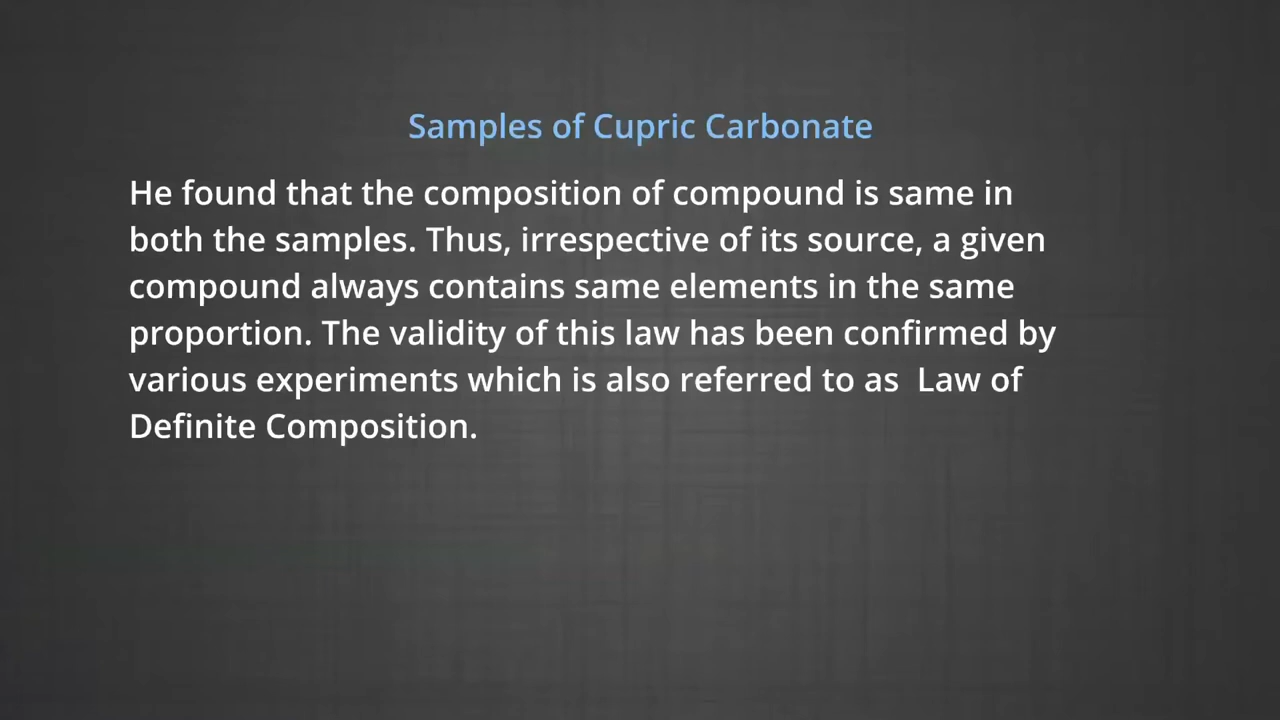 Samples of Cupric Carbonate
He found that the composition of compound is same in
both the samples. Thus, irrespective of its source, a given
compound always contains same elements in the same
proportion. The validity of this law has been confirmed by
various experiments which is also referred to as  Law of
Definite Composition.